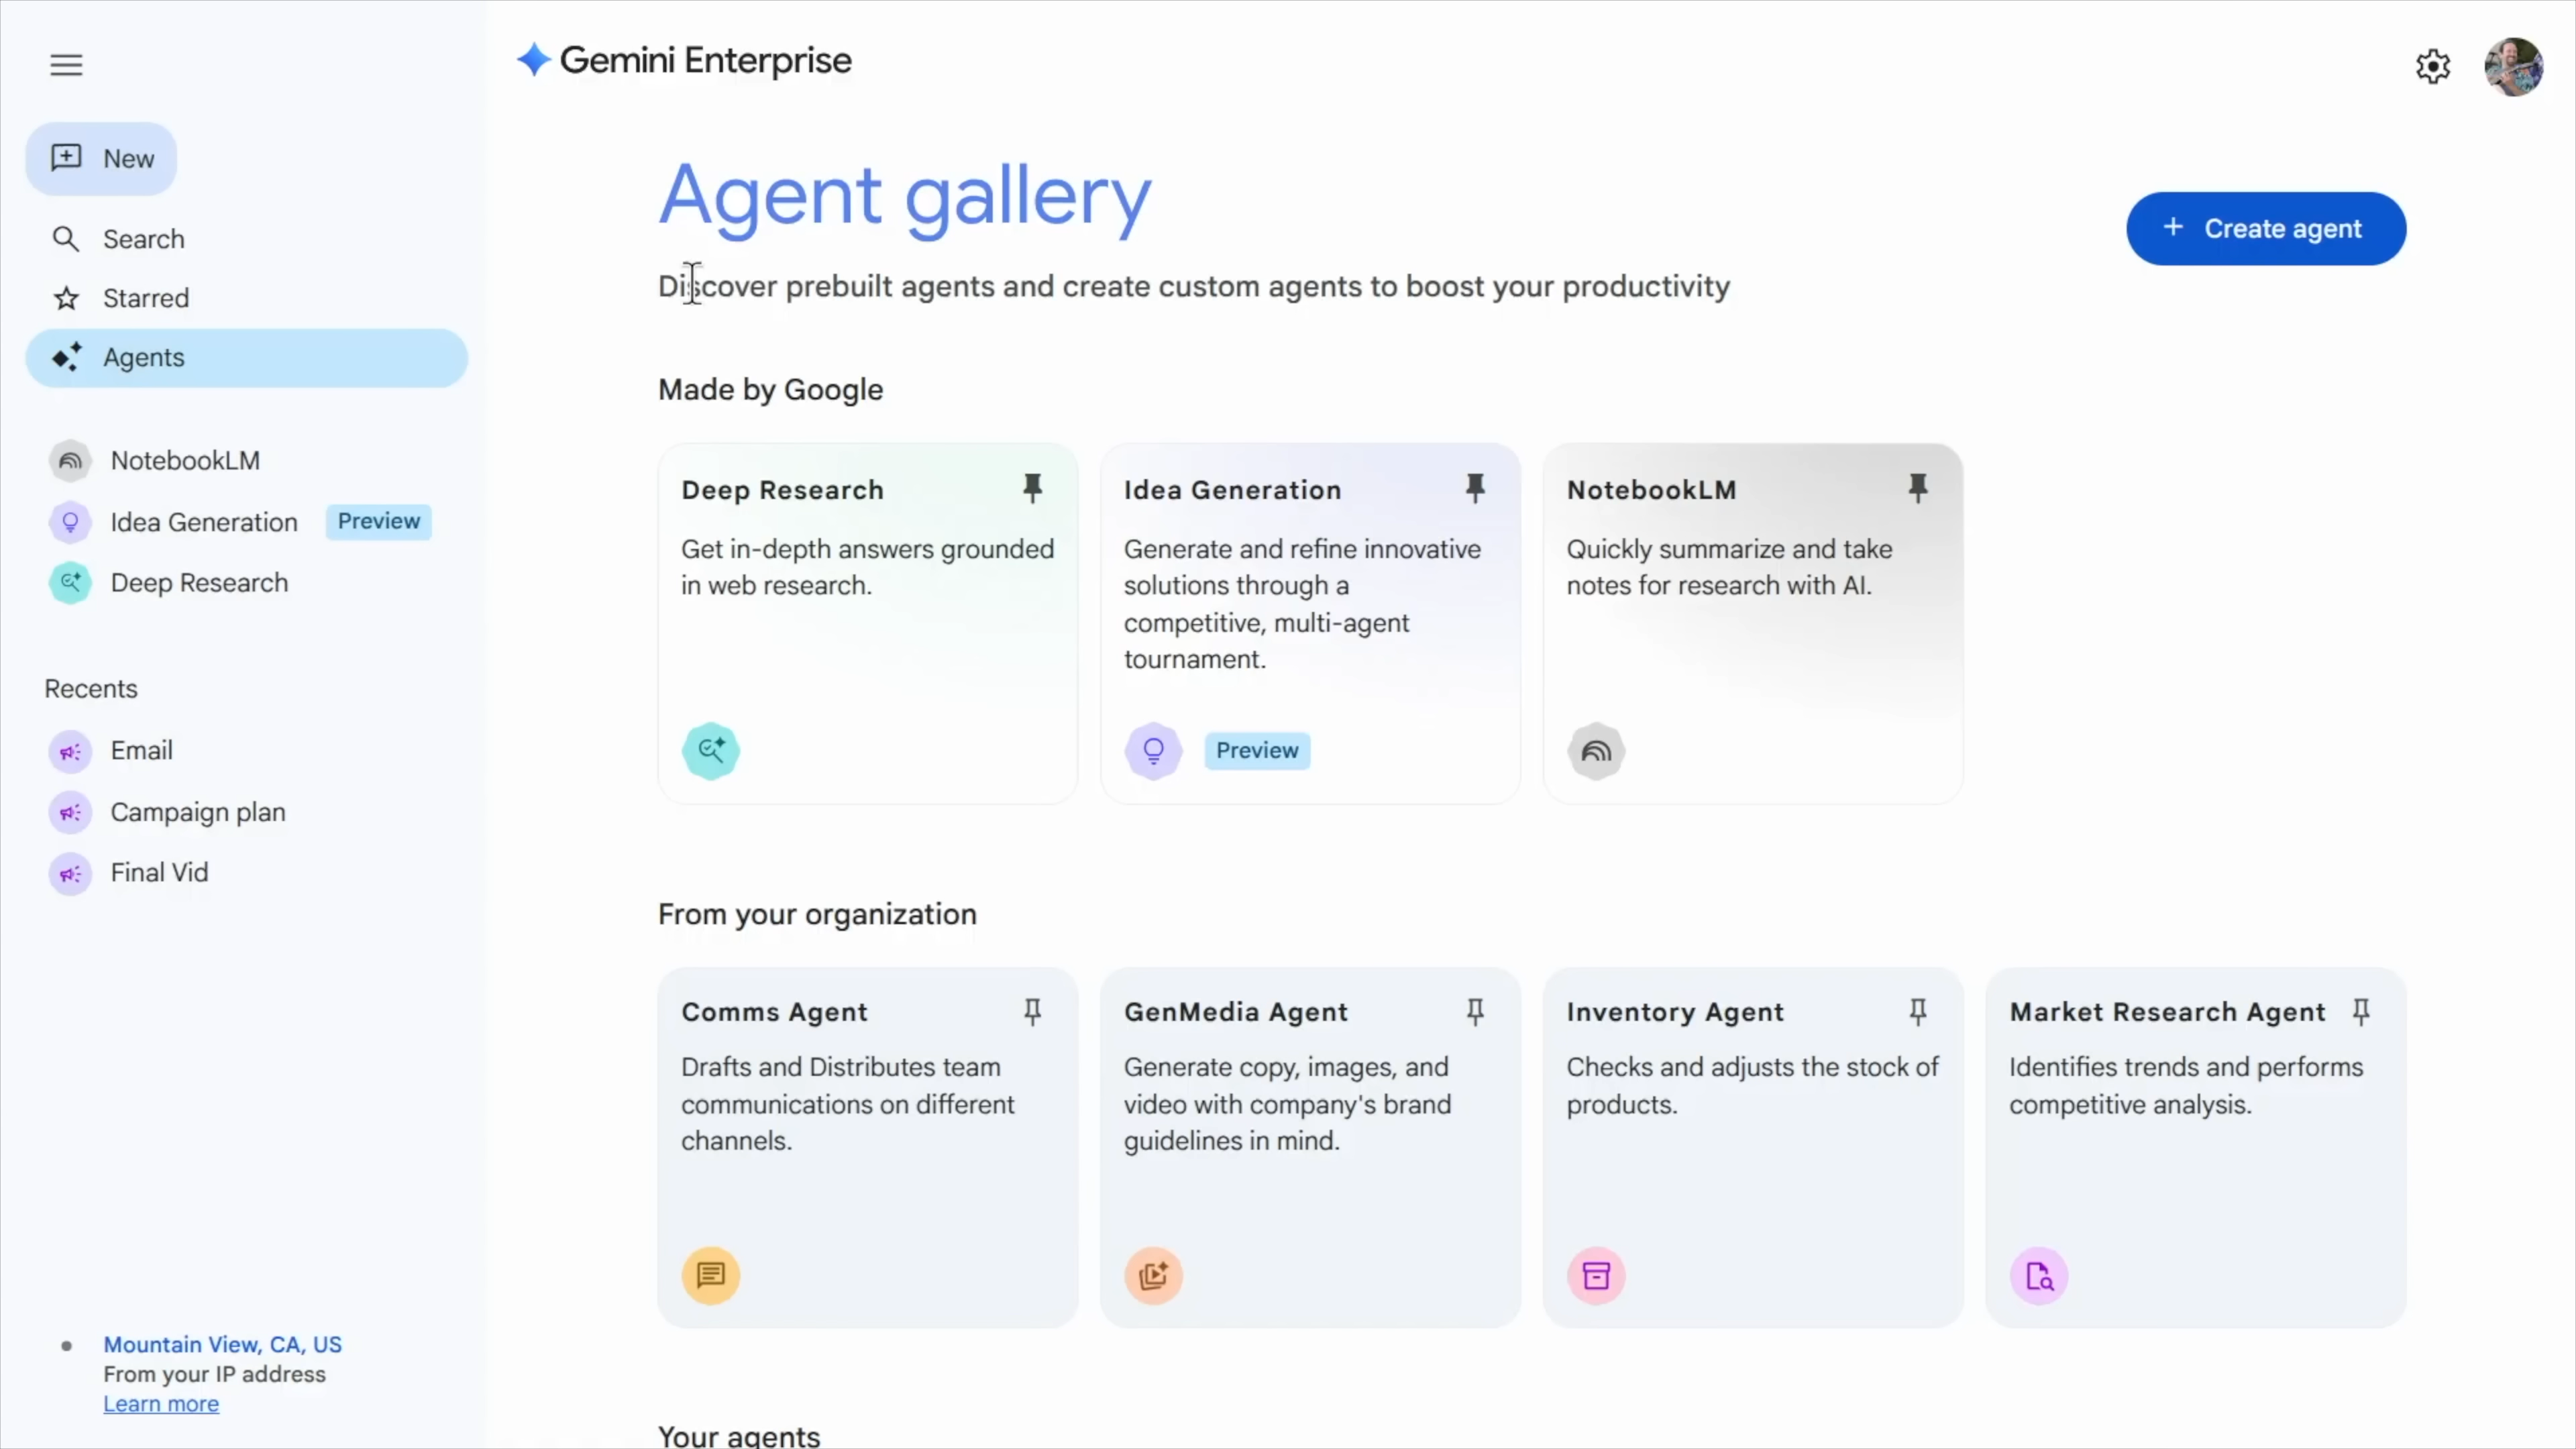 Gemini Enterprise
New
Search
Starred
Agents
NotebookLM
Idea Generation Preview
Deep Research
Recents
Email
Campaign plan
Final Vid
Mountain View, CA, US
From your IP address
Learn more
Agent gallery
Create agent
Discover prebuilt agents and create custom agents to boost your productivity
Made by Google
Deep Research
Get in-depth answers grounded
in web research.
Idea Generation
Generate and refine innovative
solutions through a
competitive, multi-agent
tournament.
Preview
NotebookLM
Quickly summarize and take
notes for research with AI.
From your organization
Comms Agent
Drafts and Distributes team
communications on different
channels.
GenMedia Agent
Generate copy, images, and
video with company's brand
guidelines in mind.
Inventory Agent
Checks and adjusts the stock of
products.
Market Research Agent
Identifies trends and performs
competitive analysis.
Your agents